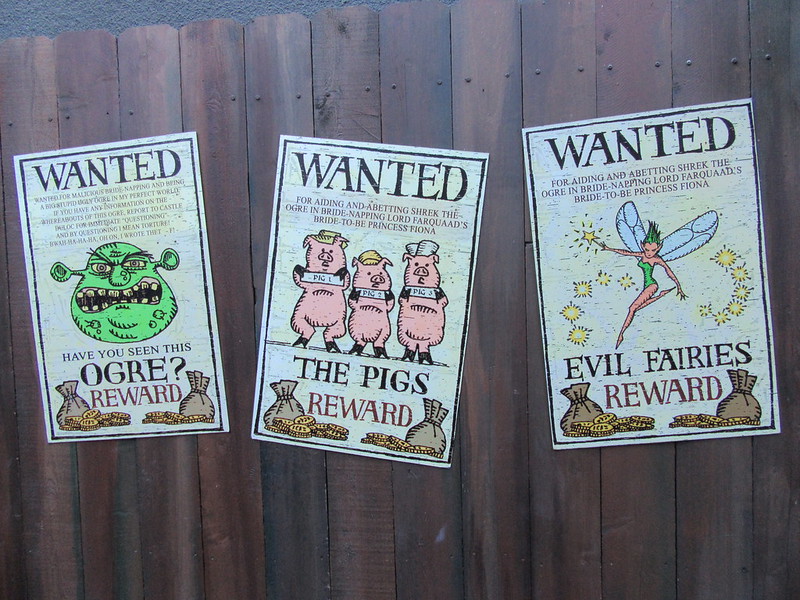 WANTED
WANTED FOR MALICIOUS BRIDE-NAPPING AND BEING
A BIG STUPID UGLY OGRE IN MY PERFECT WORLD!
IF YOU HAVE ANY INFORMATION ON THE
WHEREABOUTS OF THIS OGRE, REPORT TO CASTLE
DULOC FOR IMMEDIATE "QUESTIONING"
AND BY QUESTIONING I MEAN TORTURE!
BWAH-HA-HA-HA, OH NO, I WROTE THAT
HAVE YOU SEEN THIS
OGRE?
REWARD
WANTED
FOR AIDING AND ABETTING SHREK THE
OGRE IN BRIDE-NAPPING LORD FARQUAAD'S
BRIDE-TO-BE PRINCESS FIONA
PIG 1 PIG 2 PIG 3
THE PIGS
REWARD
WANTED
FOR AIDING AND ABETTING SHREK THE
OGRE IN BRIDE-NAPPING LORD FARQUAAD'S
BRIDE-TO-BE PRINCESS FIONA
EVIL FAIRIES
REWARD